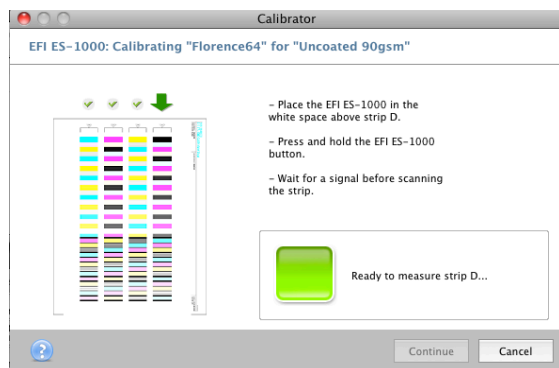 Calibrator
EFI ES-1000: Calibrating "Florence64" for "Uncoated 90gsm"
- Place the EFI ES-1000 in the
white space above strip D.
- Press and hold the EFI ES-1000
button.
- Wait for a signal before scanning
the strip.
Ready to measure strip D...
?
Continue
Cancel